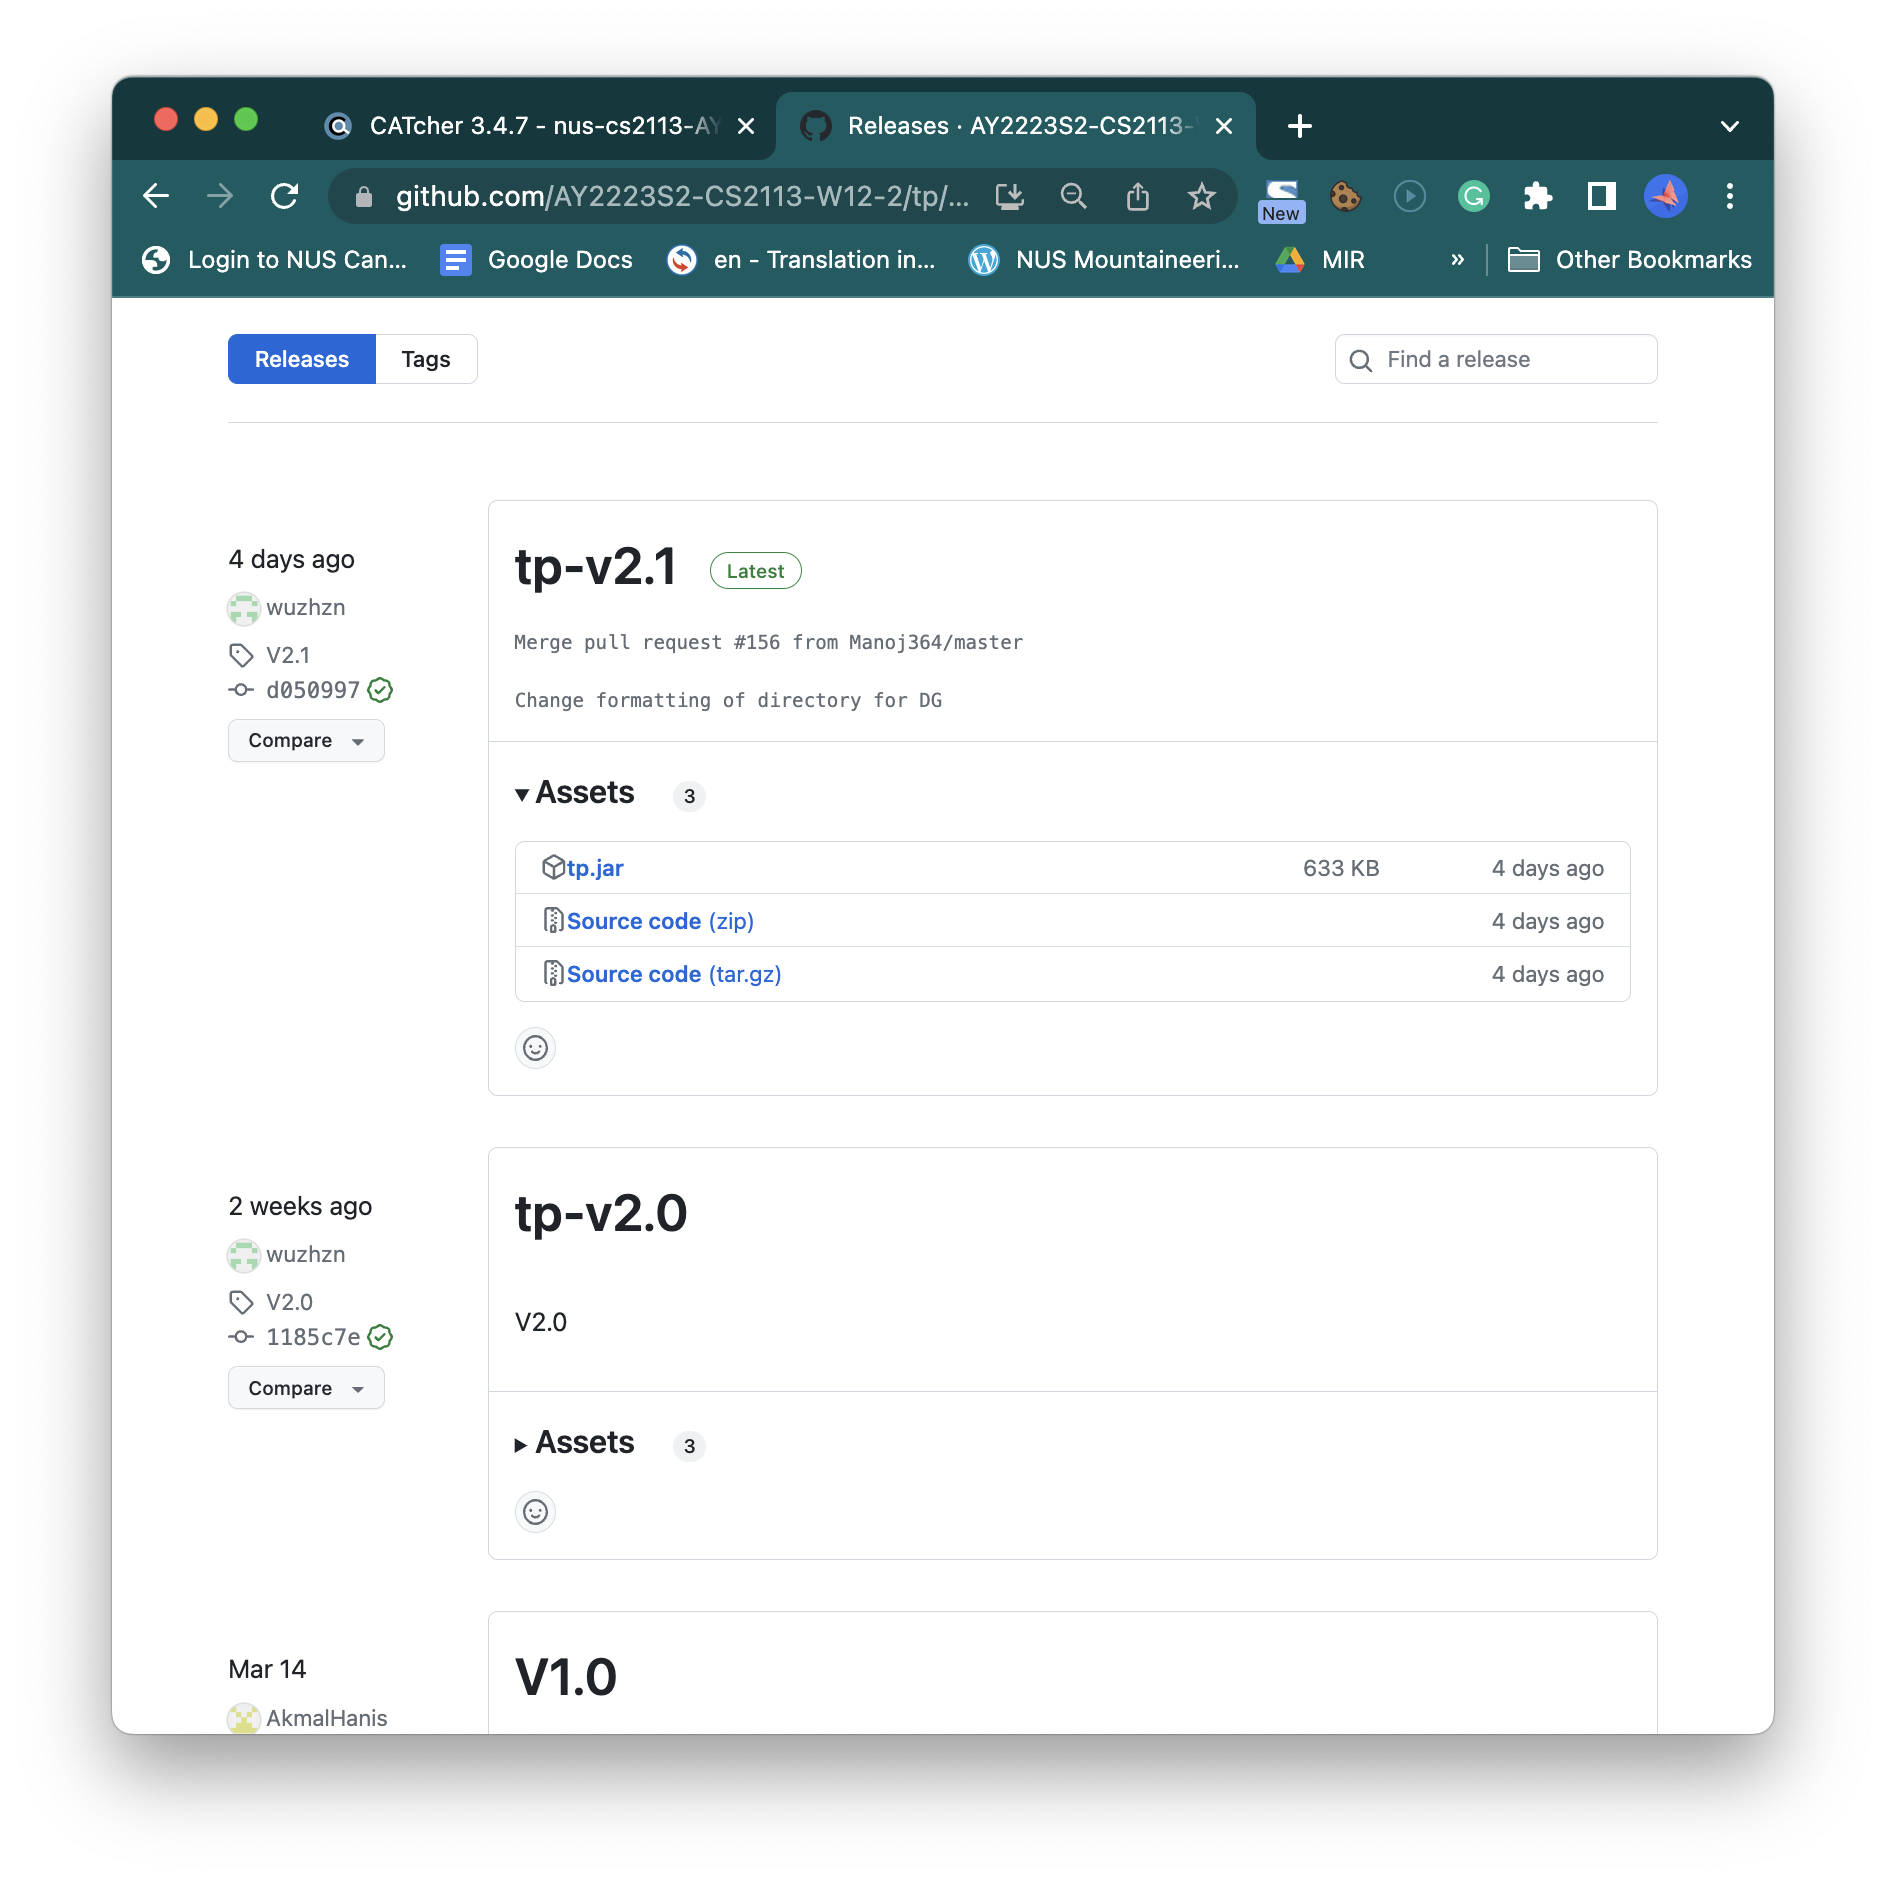 CATcher 3.4.7 - nus-cs2113-AY
Releases · AY2223S2-CS2113-
github.com/AY2223S2-CS2113-W12-2/tp/...
New
Login to NUS Can...
Google Docs
en - Translation in...
NUS Mountaineeri...
MIR
»
Other Bookmarks
Releases
Tags
Find a release
4 days ago
wuzhzn
V2.1
d050997
Compare
tp-v2.1
Latest
Merge pull request #156 from Manoj364/master
Change formatting of directory for DG
Assets 3
tp.jar 633 KB 4 days ago
Source code (zip) 4 days ago
Source code (tar.gz) 4 days ago
2 weeks ago
wuzhzn
V2.0
1185c7e
Compare
tp-v2.0
V2.0
Assets 3
Mar 14
AkmalHanis
V1.0